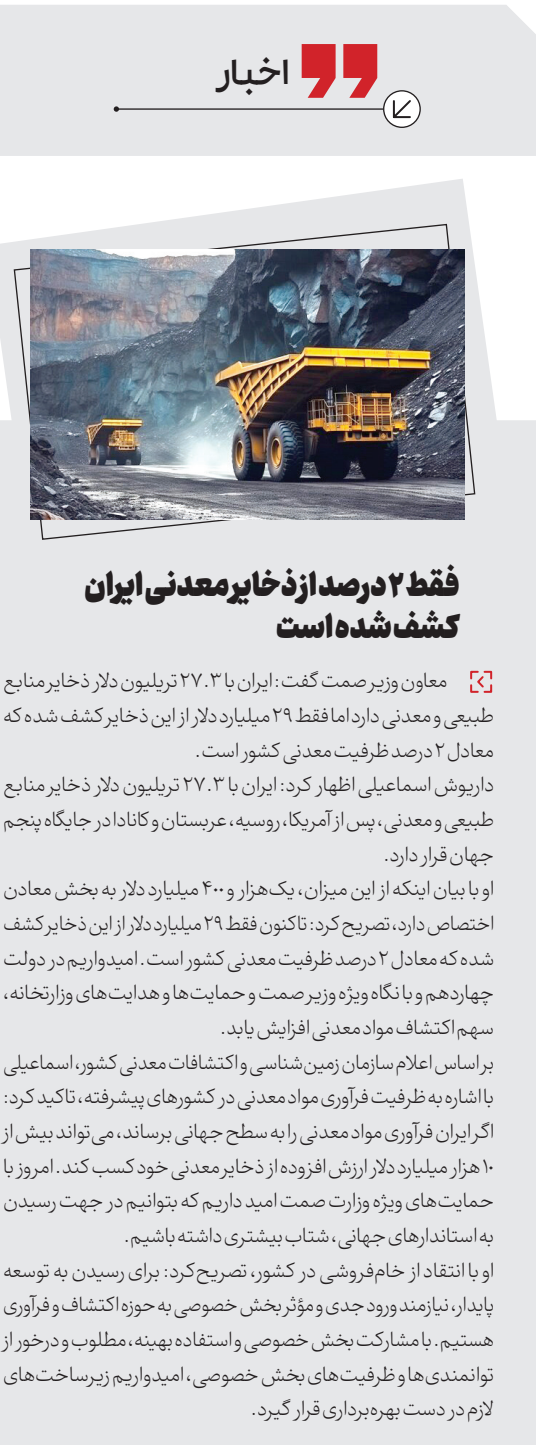 اخبار
فقط ۲ درصد از ذخایر معدنی ایران
کشف شده است
معاون وزیر صمت گفت: ایران با ۲۷.۳ تریلیون دلار ذخایر منابع
طبیعی و معدنی دارد اما فقط ۲۹ میلیارد دلار از این ذخایر کشف شده که
معادل ۲ درصد ظرفیت معدنی کشور است.
داریوش اسماعیلی اظهار کرد: ایران با ۲۷.۳ تریلیون دلار ذخایر منابع
طبیعی و معدنی، پس از آمریکا، روسیه، عربستان و کانادا در جایگاه پنجم
جهان قرار دارد.
او با بیان اینکه از این میزان، یک‌هزار و ۴۰۰ میلیارد دلار به بخش معادن
اختصاص دارد، تصریح کرد: تاکنون فقط ۲۹ میلیارد دلار از این ذخایر کشف
شده که معادل ۲ درصد ظرفیت معدنی کشور است. امیدواریم در دولت
چهاردهم و با نگاه ویژه وزیر صمت و حمایت‌ها و هدایت‌های وزارتخانه،
سهم اکتشاف مواد معدنی افزایش یابد.
بر اساس اعلام سازمان زمین‌شناسی و اکتشافات معدنی کشور، اسماعیلی
با اشاره به ظرفیت فرآوری مواد معدنی در کشورهای پیشرفته، تاکید کرد:
اگر ایران فرآوری مواد معدنی را به سطح جهانی برساند، می‌تواند بیش از
۱۰ هزار میلیارد دلار ارزش افزوده از ذخایر معدنی خود کسب کند. امروز با
حمایت‌های ویژه وزارت صمت امید داریم که بتوانیم در جهت رسیدن
به استاندارهای جهانی، شتاب بیشتری داشته باشیم.
او با انتقاد از خام‌فروشی در کشور، تصریح‌کرد: برای رسیدن به توسعه
پایدار، نیازمند ورود جدی و مؤثر بخش خصوصی به حوزه اکتشاف و فرآوری
هستیم. با مشارکت بخش خصوصی و استفاده بهینه، مطلوب و درخور از
توانمندی‌ها و ظرفیت‌های بخش خصوصی، امیدواریم زیرساخت‌های
لازم در دست بهره‌برداری قرار گیرد.